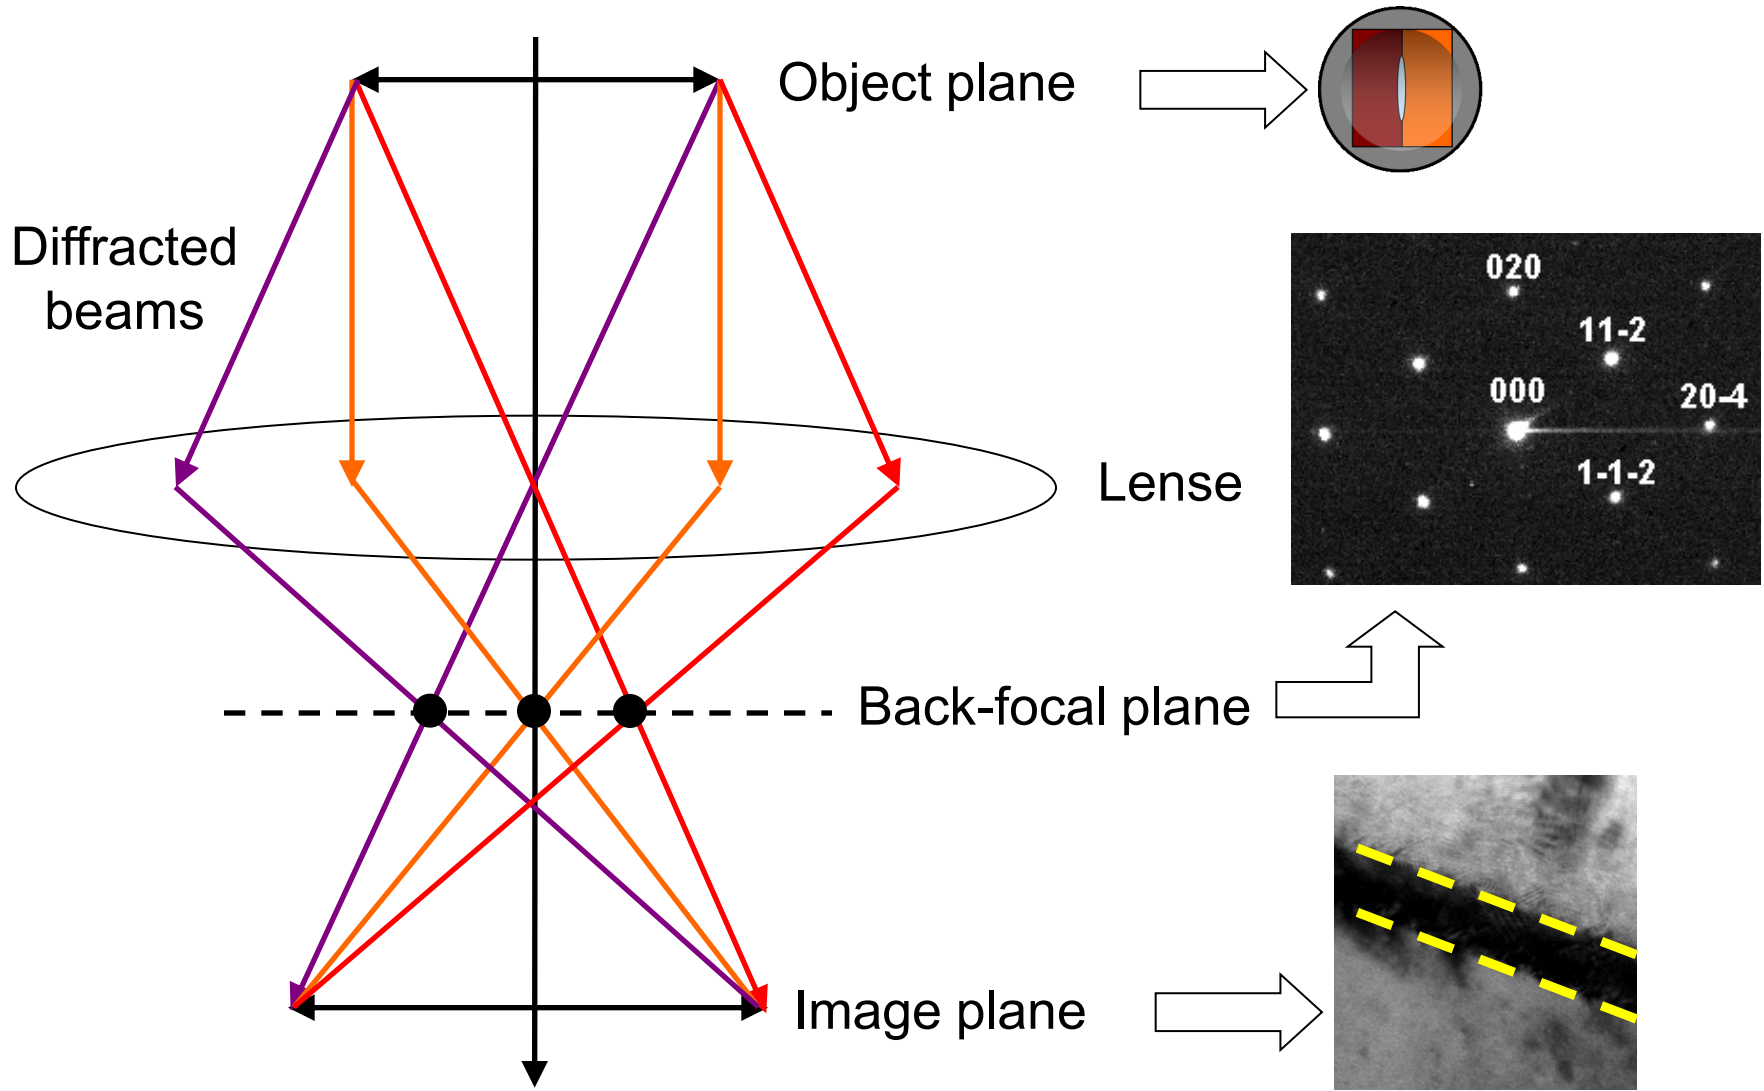 Object plane
Diffracted
beams
020
11-2
000
20-4
Lense
1-1-2
Back-focal plane
Image plane